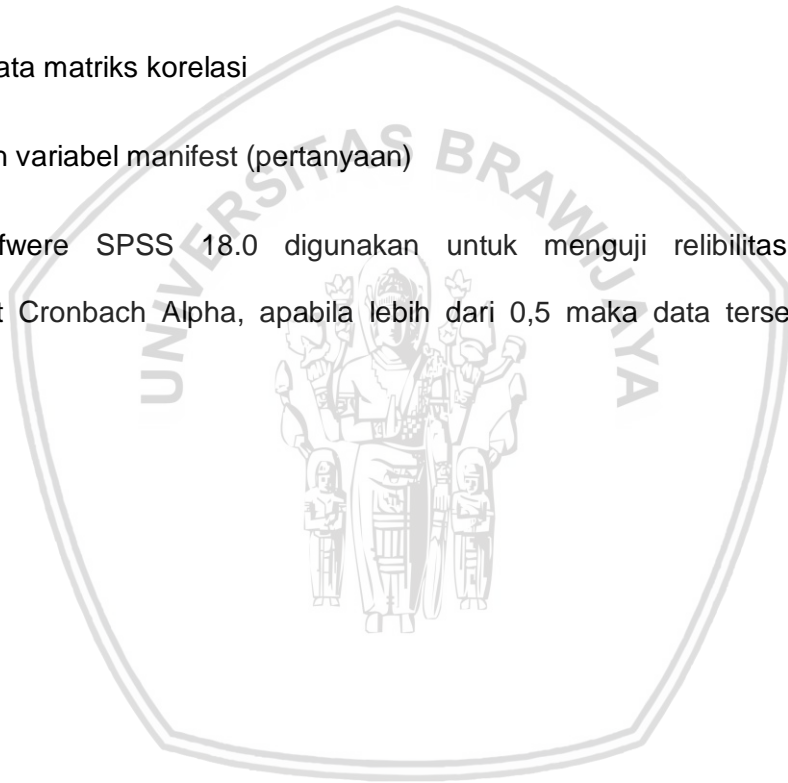 ata matriks korelasi
n variabel manifest (pertanyaan)
fwere SPSS 18.0 digunakan untuk menguji relibilitas
t Cronbach Alpha, apabila lebih dari 0,5 maka data terse
UNIVERSITAS BRAWIJAYA